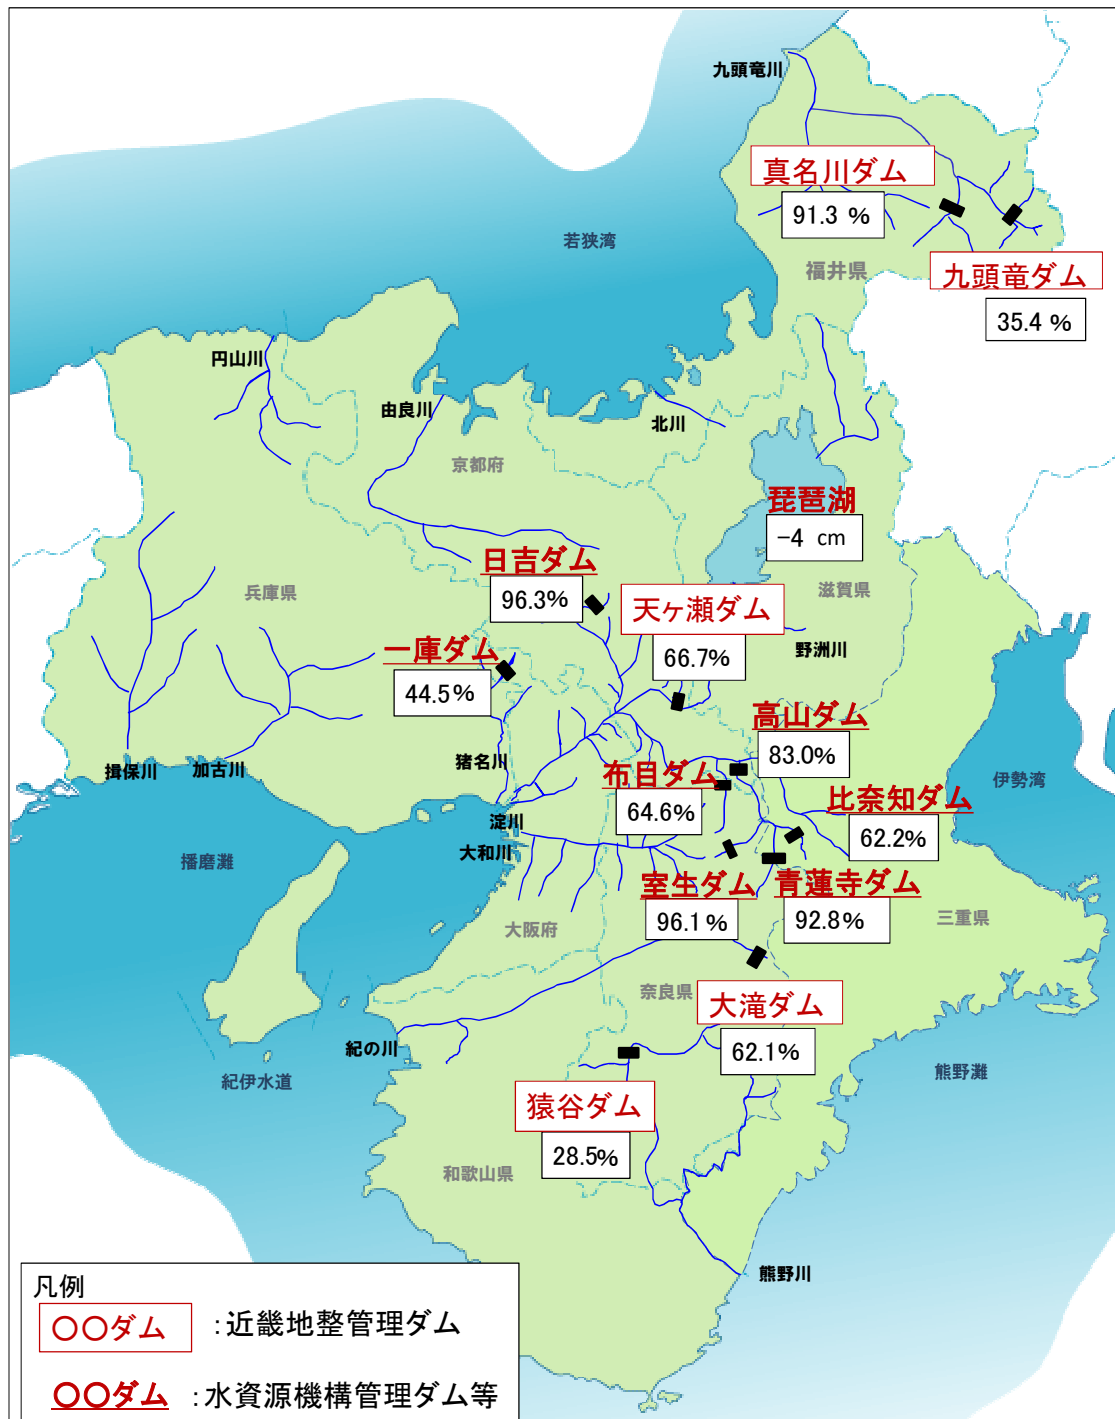 九頭竜川
真名川ダム
91.3 %
若狭湾
福井県
九頭竜ダム
35.4 %
円山川
由良川
北川
京都府
琵琶湖
-4 cm
日吉ダム
96.3%
兵庫県
天ヶ瀬ダム
66.7%
滋賀県
野洲川
一庫ダム
44.5%
高山ダム
83.0%
揖保川
加古川
猪名川
布目ダム
64.6%
伊勢湾
比奈知ダム
62.2%
淀川
大和川
播磨灘
室生ダム
96.1%
青蓮寺ダム
92.8%
大阪府
三重県
奈良県
大滝ダム
62.1%
紀の川
紀伊水道
熊野灘
猿谷ダム
28.5%
和歌山県
熊野川
凡例
〇〇ダム :近畿地整管理ダム
〇〇ダム :水資源機構管理ダム等